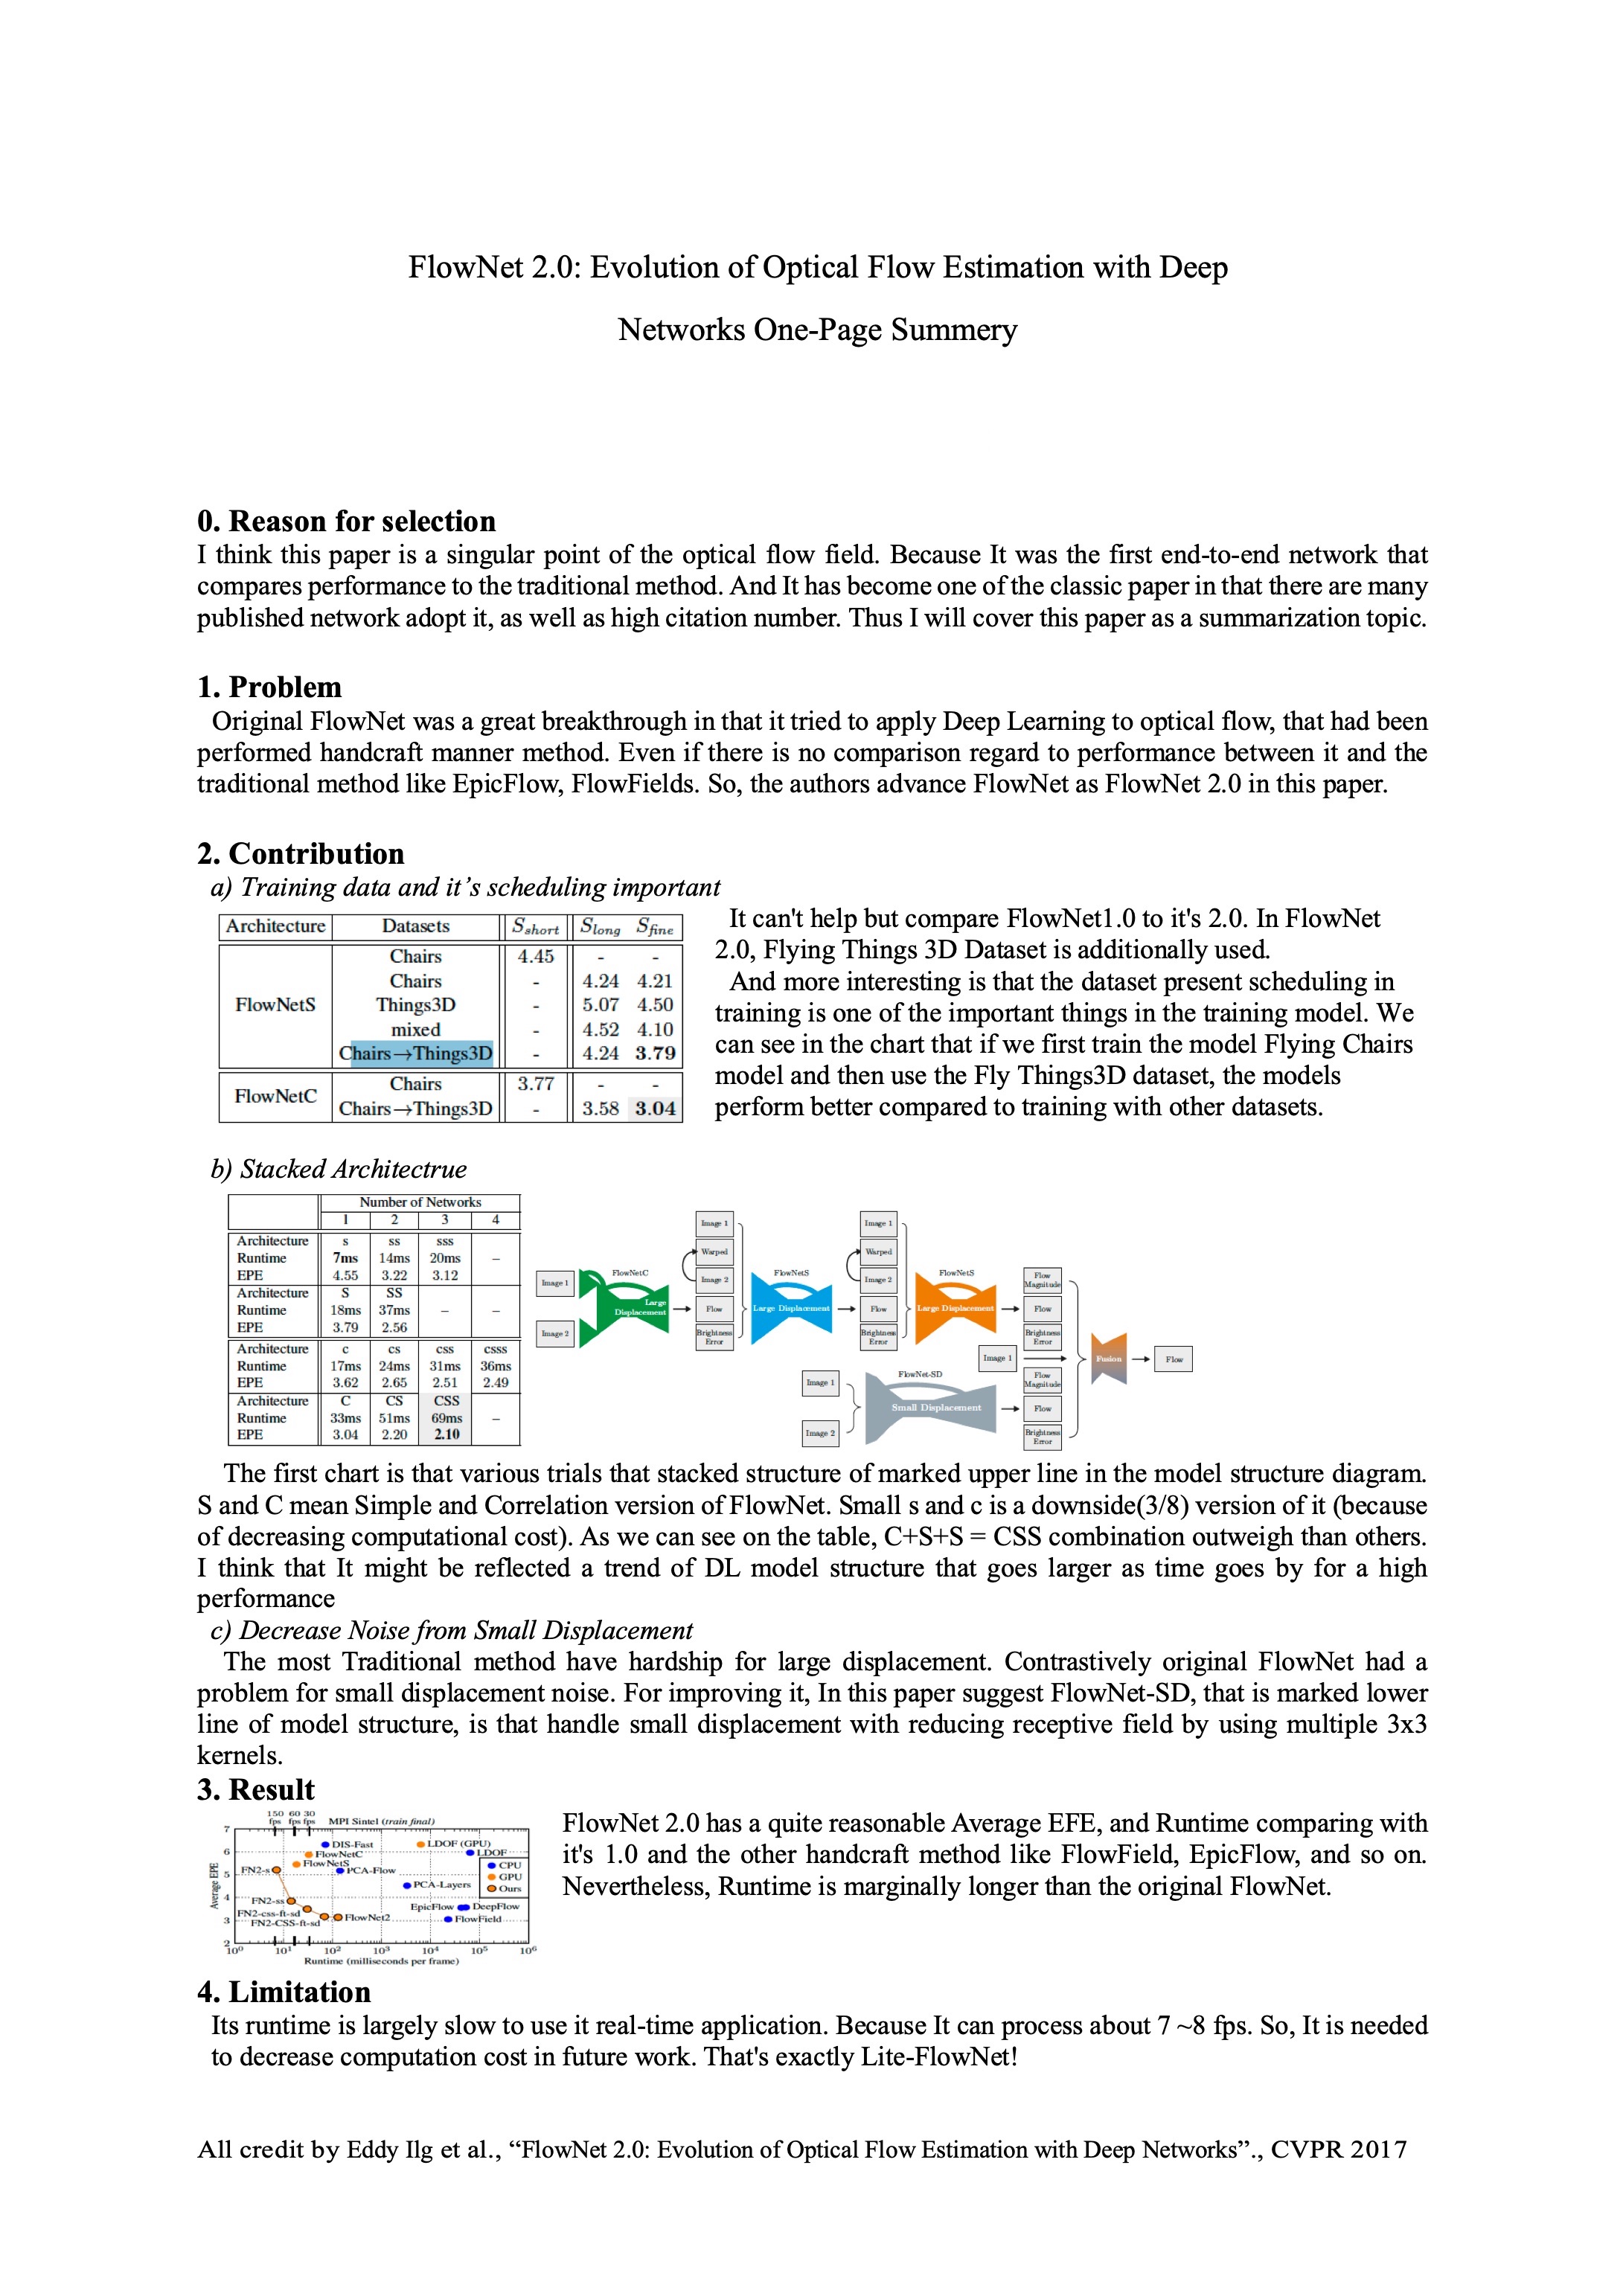 FlowNet 2.0: Evolution of Optical Flow Estimation with Deep
Networks One-Page Summery
0. Reason for selection
I think this paper is a singular point of the optical flow field. Because It was the first end-to-end network that
compares performance to the traditional method. And It has become one of the classic paper in that there are many
published network adopt it, as well as high citation number. Thus I will cover this paper as a summarization topic.
1. Problem
Original FlowNet was a great breakthrough in that it tried to apply Deep Learning to optical flow, that had been
performed handcraft manner method. Even if there is no comparison regard to performance between it and the
traditional method like EpicFlow, FlowFields. So, the authors advance FlowNet as FlowNet 2.0 in this paper.
2. Contribution
a) Training data and it's scheduling important
Architecture Datasets Sshort Slong Sfine
Chairs 4.45 - -
Chairs - 4.24 4.21
FlowNetS Things3D - 5.07 4.50
mixed - 4.52 4.10
Chairs→Things3D - 4.24 3.79
FlowNetC Chairs 3.77 - -
Chairs→Things3D - 3.58 3.04
It can't help but compare FlowNet1.0 to it's 2.0. In FlowNet
2.0, Flying Things 3D Dataset is additionally used.
And more interesting is that the dataset present scheduling in
training is one of the important things in the training model. We
can see in the chart that if we first train the model Flying Chairs
model and then use the Fly Things3D dataset, the models
perform better compared to training with other datasets.
b) Stacked Architectrue
Number of Networks
1 2 3 4
Architecture s ss sss
Runtime 7ms 14ms 20ms –
EPE 4.55 3.22 3.12
Architecture S SS
Runtime 18ms 37ms – –
EPE 3.79 2.56
Architecture c cs css csss
Runtime 17ms 24ms 31ms 36ms
EPE 3.62 2.65 2.51 2.49
Architecture C CS CSS
Runtime 33ms 51ms 69ms –
EPE 3.04 2.20 2.10
Image 1
Image 2
FlowNetC
Large
Displacement
Image 1
Warped
Image 2
Flow
Brightness
Error
FlowNetS
Large Displacement
Image 1
Warped
Image 2
Flow
Brightness
Error
FlowNetS
Large Displacement
Flow
Magnitude
Flow
Brightness
Error
Image 1
Image 1
Image 2
FlowNet-SD
Small Displacement
Flow
Magnitude
Flow
Brightness
Error
Fusion
Flow
The first chart is that various trials that stacked structure of marked upper line in the model structure diagram.
S and C mean Simple and Correlation version of FlowNet. Small s and c is a downside(3/8) version of it (because
of decreasing computational cost). As we can see on the table, C+S+S = CSS combination outweigh than others.
I think that It might be reflected a trend of DL model structure that goes larger as time goes by for a high
performance
c) Decrease Noise from Small Displacement
The most Traditional method have hardship for large displacement. Contrastively original FlowNet had a
problem for small displacement noise. For improving it, In this paper suggest FlowNet-SD, that is marked lower
line of model structure, is that handle small displacement with reducing receptive field by using multiple 3x3
kernels.
3. Result
150 60 30
fps fps fps
MPI Sintel (train final)
7
6
5
4
3
2
Average EPE
DIS-Fast
LDOF (GPU)
FlowNetC
LDOF
FlowNetS
PCA-Flow
FN2-s
PCA-Layers
CPU
GPU
Ours
FN2-ss
EpicFlow
DeepFlow
FN2-css-ft-sd
FlowNet2
FlowField
FN2-CSS-ft-sd
10⁰ 10¹ 10² 10³ 10⁴ 10⁵ 10⁶
Runtime (milliseconds per frame)
FlowNet 2.0 has a quite reasonable Average EFE, and Runtime comparing with
it's 1.0 and the other handcraft method like FlowField, EpicFlow, and so on.
Nevertheless, Runtime is marginally longer than the original FlowNet.
4. Limitation
Its runtime is largely slow to use it real-time application. Because It can process about 7 ~8 fps. So, It is needed
to decrease computation cost in future work. That's exactly Lite-FlowNet!
All credit by Eddy Ilg et al., “FlowNet 2.0: Evolution of Optical Flow Estimation with Deep Networks”., CVPR 2017